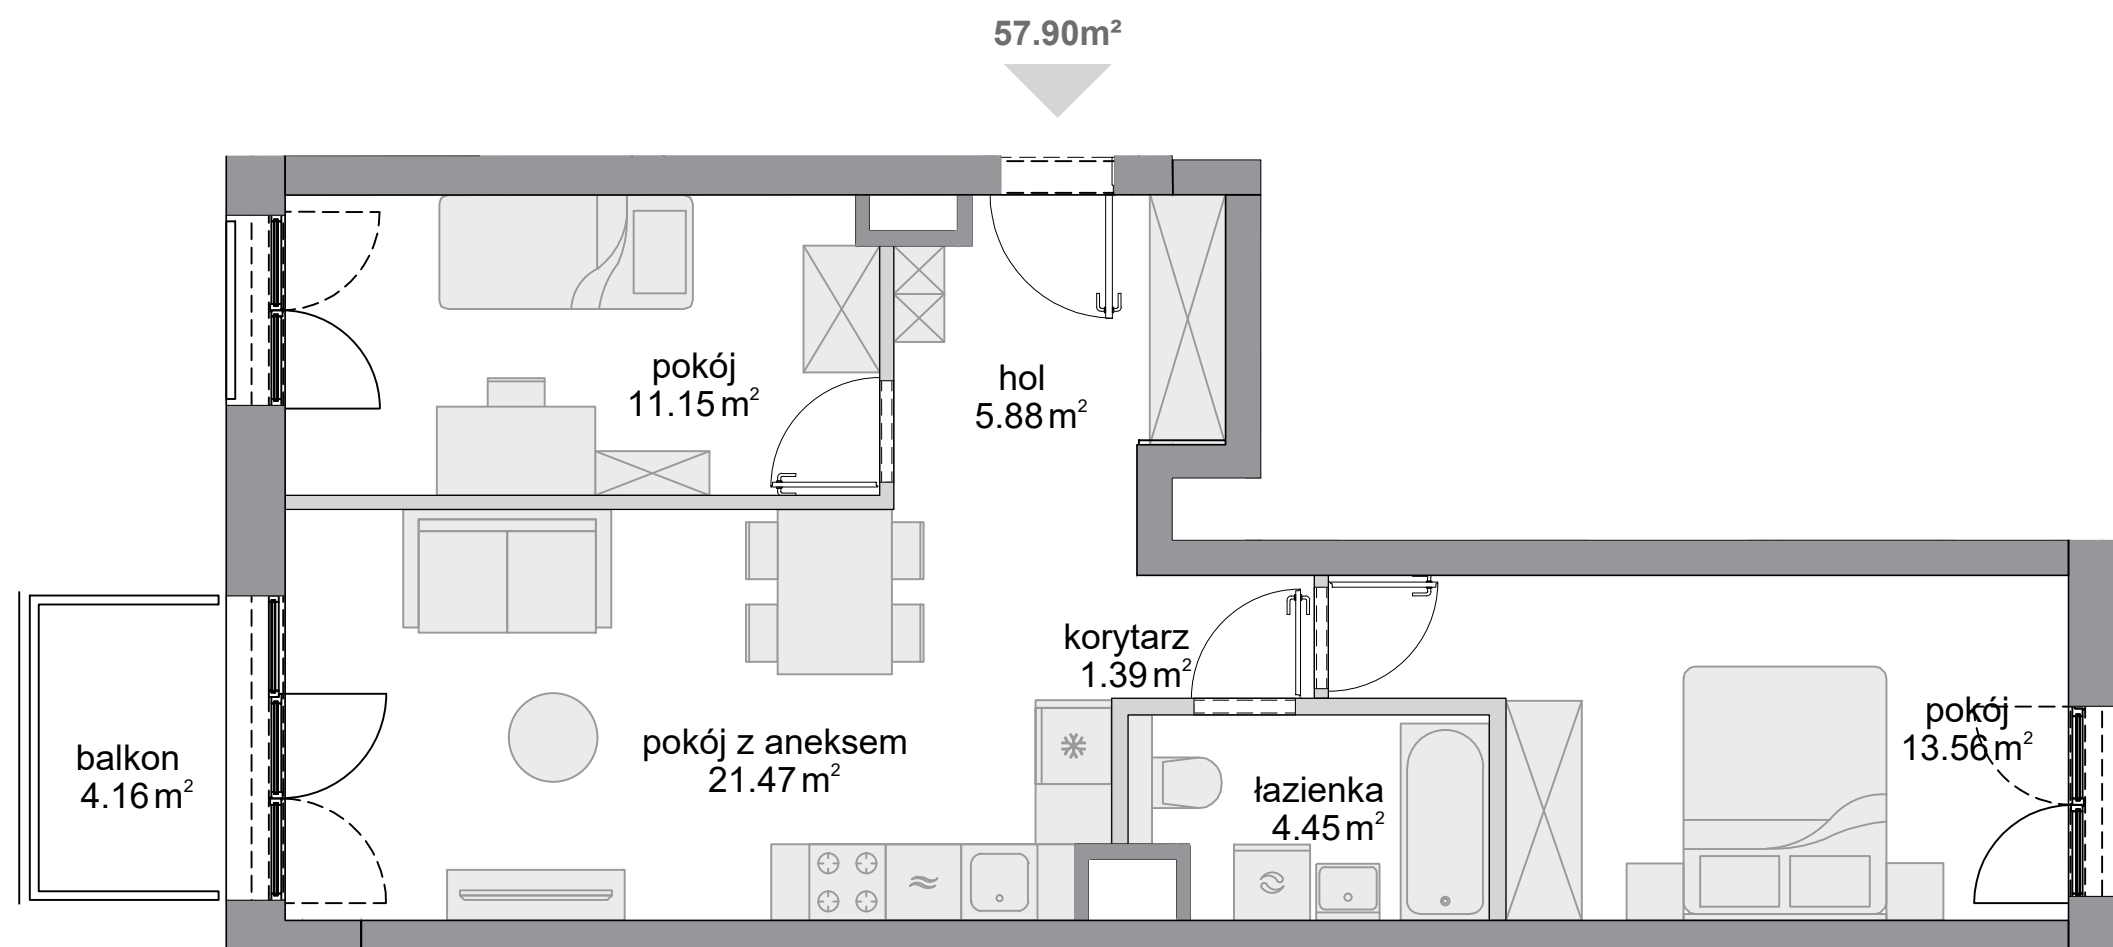 57.90m²
pokój
11.15 m²
hol
5.88 m²
korytarz
1.39 m²
pokój
13.56 m²
pokój z aneksem
21.47 m²
balkon
4.16 m²
łazienka
4.45 m²